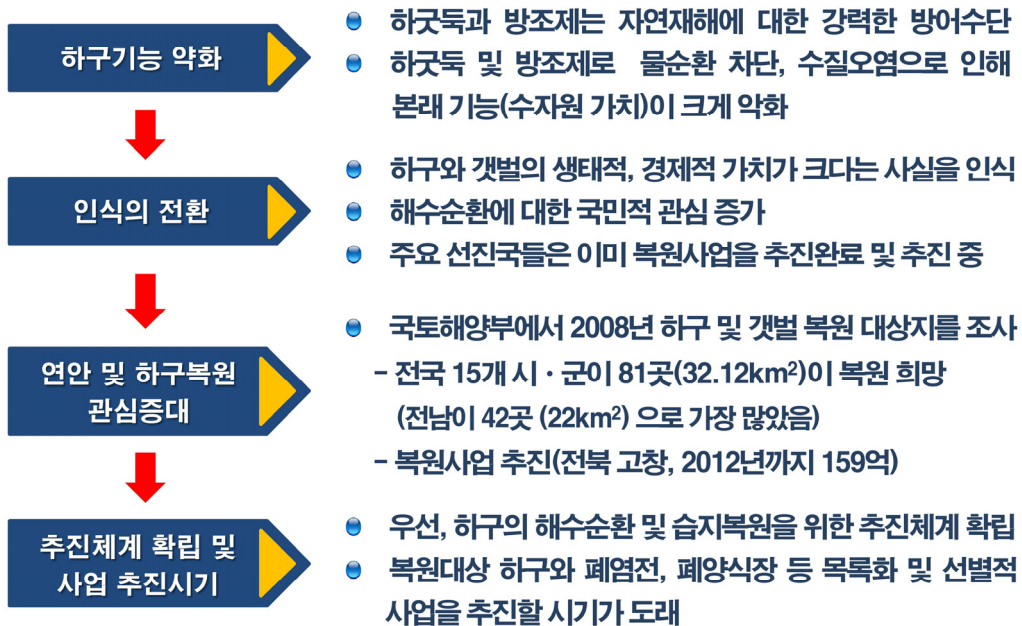 하구기능 약화
하굿둑과 방조제는 자연재해에 대한 강력한 방어수단
하굿둑 및 방조제로 물순환 차단, 수질오염으로 인해
본래 기능(수자원 가치)이 크게 악화
인식의 전환
하구와 갯벌의 생태적, 경제적 가치가 크다는 사실을 인식
해수순환에 대한 국민적 관심 증가
주요 선진국들은 이미 복원사업을 추진완료 및 추진 중
연안 및 하구복원
관심증대
국토해양부에서 2008년 하구 및 갯벌 복원 대상지를 조사
- 전국 15개 시·군이 81곳(32.12km²)이 복원 희망
(전남이 42곳 (22km²) 으로 가장 많았음)
- 복원사업 추진(전북 고창, 2012년까지 159억)
추진체계 확립 및
사업 추진시기
우선, 하구의 해수순환 및 습지복원을 위한 추진체계 확립
복원대상 하구와 폐염전, 폐양식장 등 목록화 및 선별적
사업을 추진할 시기가 도래